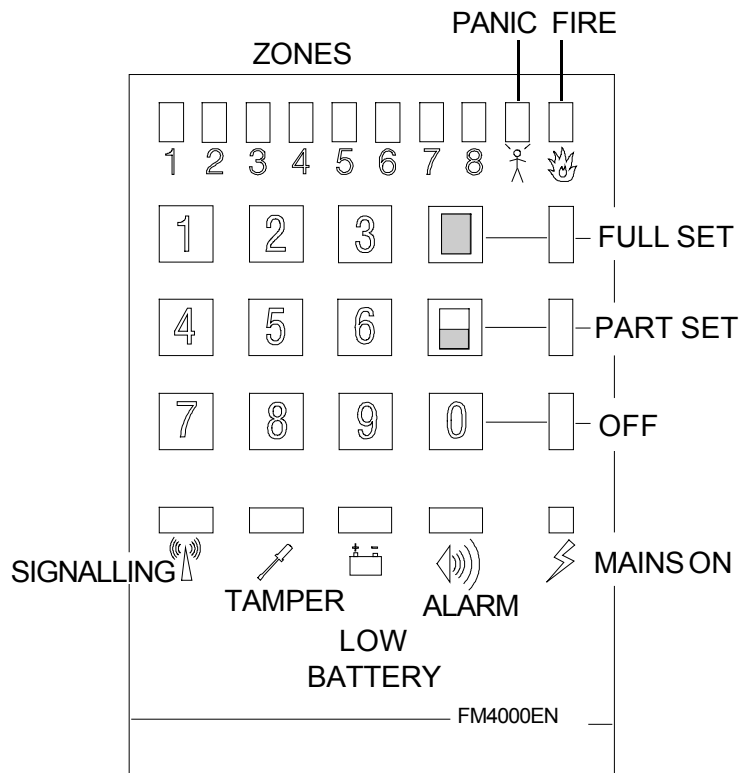 PANIC FIRE
ZONES
1 2 3 4 5 6 7 8
1 2 3
FULL SET
4 5 6
PART SET
7 8 9 0
OFF
+ -
SIGNALLING
MAINS ON
TAMPER
ALARM
LOW
BATTERY
FM4000EN